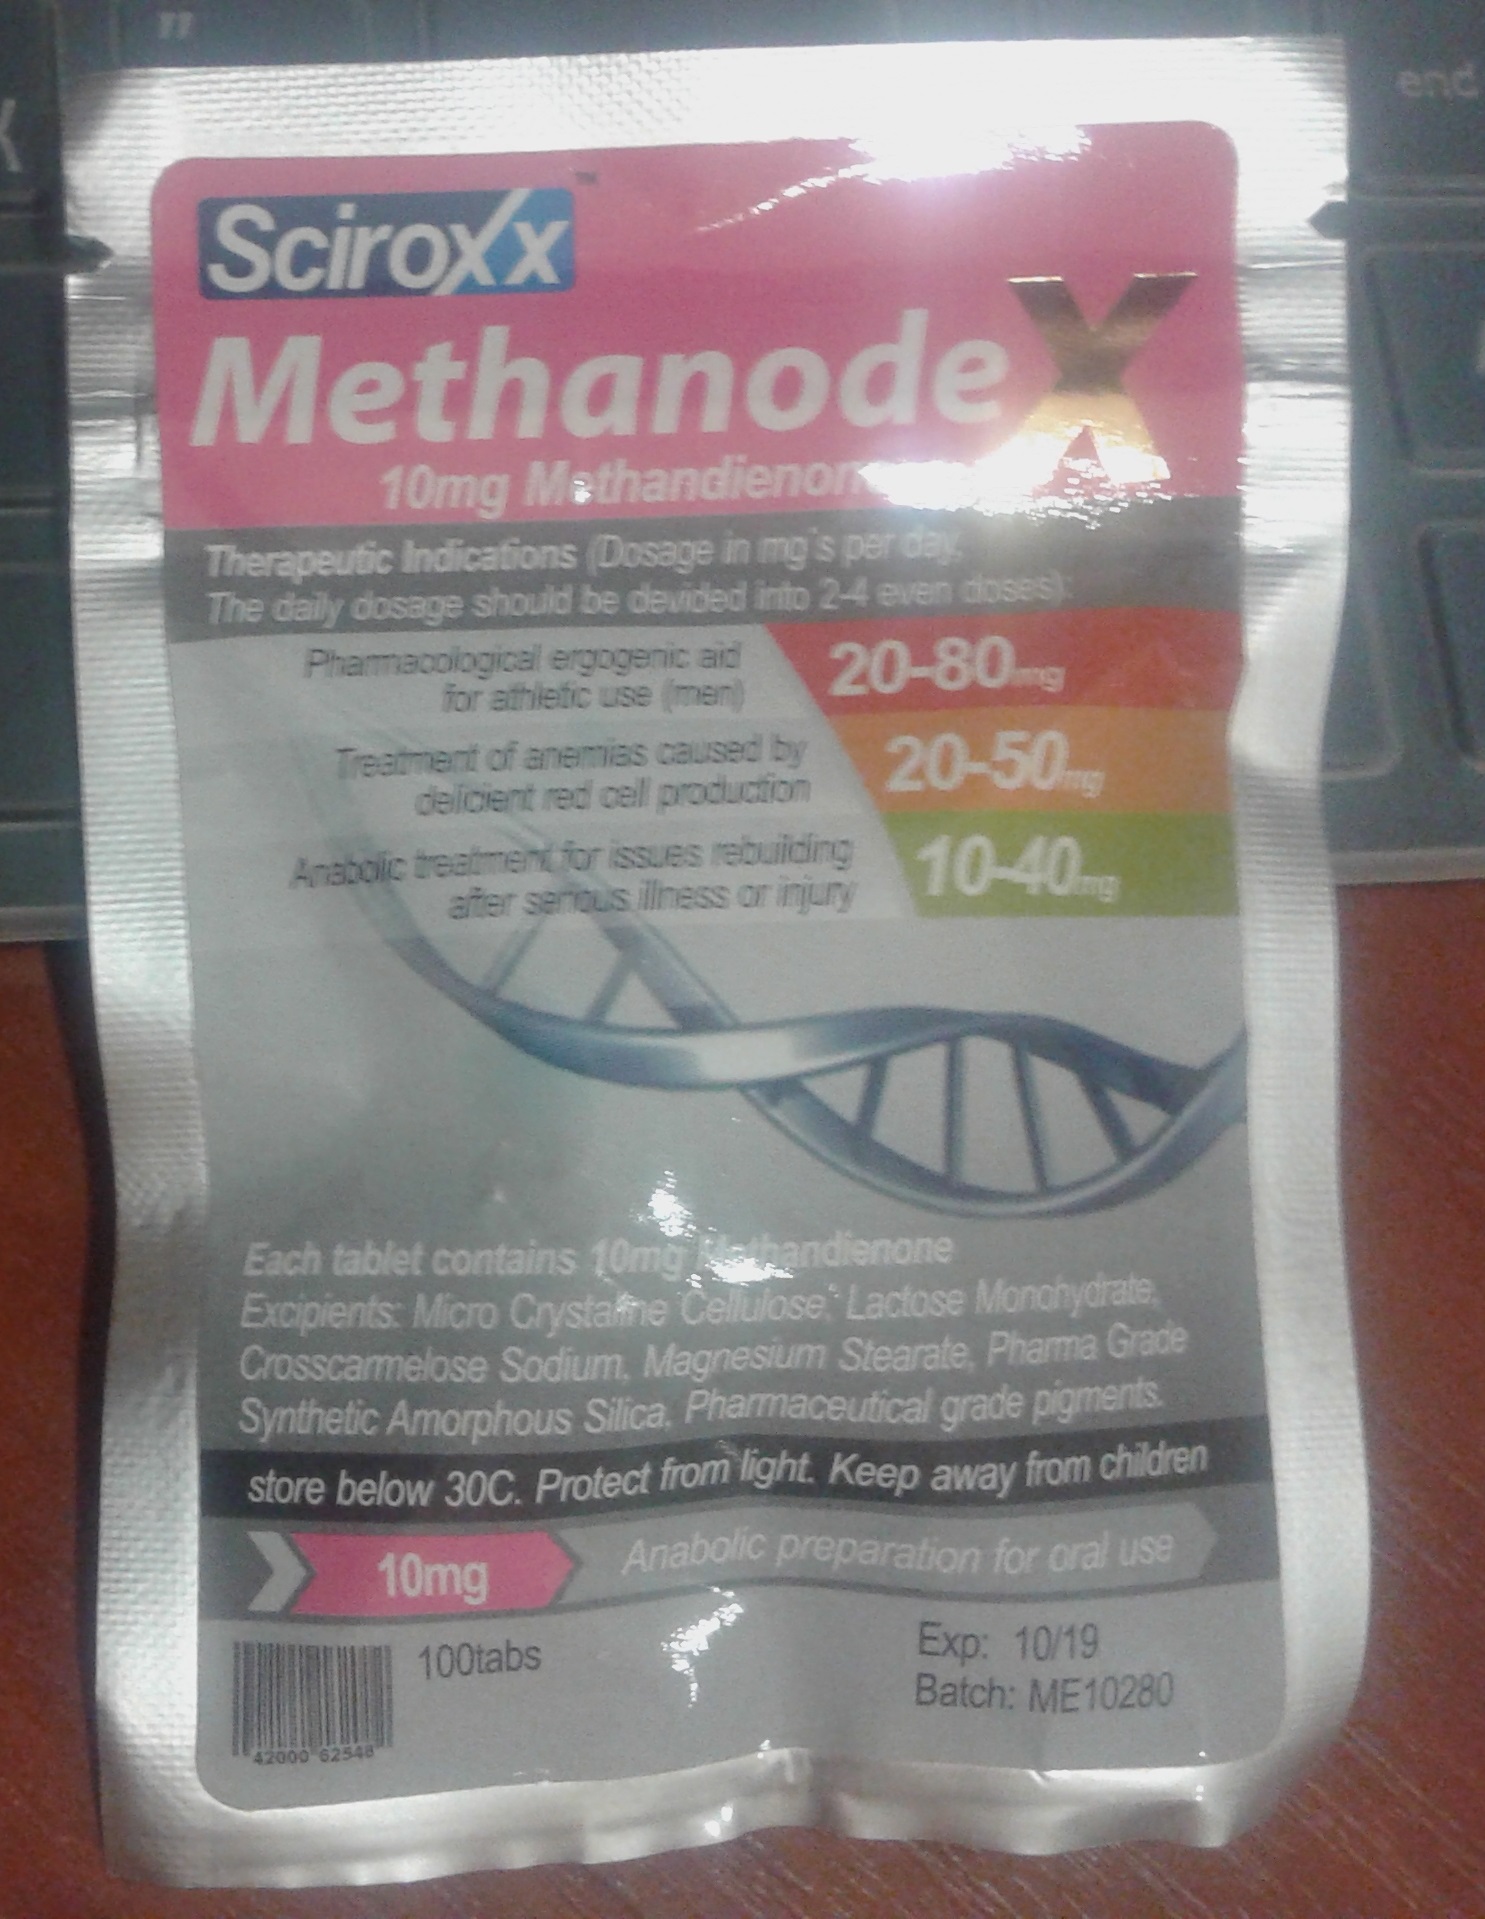 "
end
Sciroxx™
MethanodeX
10mg
Therapeutic Indications (Dosage in mg's per day.
The daily dosage should be devided into 2-4 even doses):
Pharmacological ergogenic aid
for athletic use (men)
20-80mg
Treatment of anemias caused by
deficient red cell production
20-50mg
Anabolic treatment for issues rebuilding
after serious illness or injury
10-40mg
Each tablet contains 10mg Methandienone
Excipients: Micro Crystaline Cellulose, Lactose Monohydrate,
Crosscarmelose Sodium, Magnesium Stearate, Pharma Grade
Synthetic Amorphous Silica, Pharmaceutical grade pigments.
store below 30C. Protect from light. Keep away from children
10mg
Anabolic preparation for oral use
100tabs
Exp: 10/19
Batch: ME10280
42000 62548